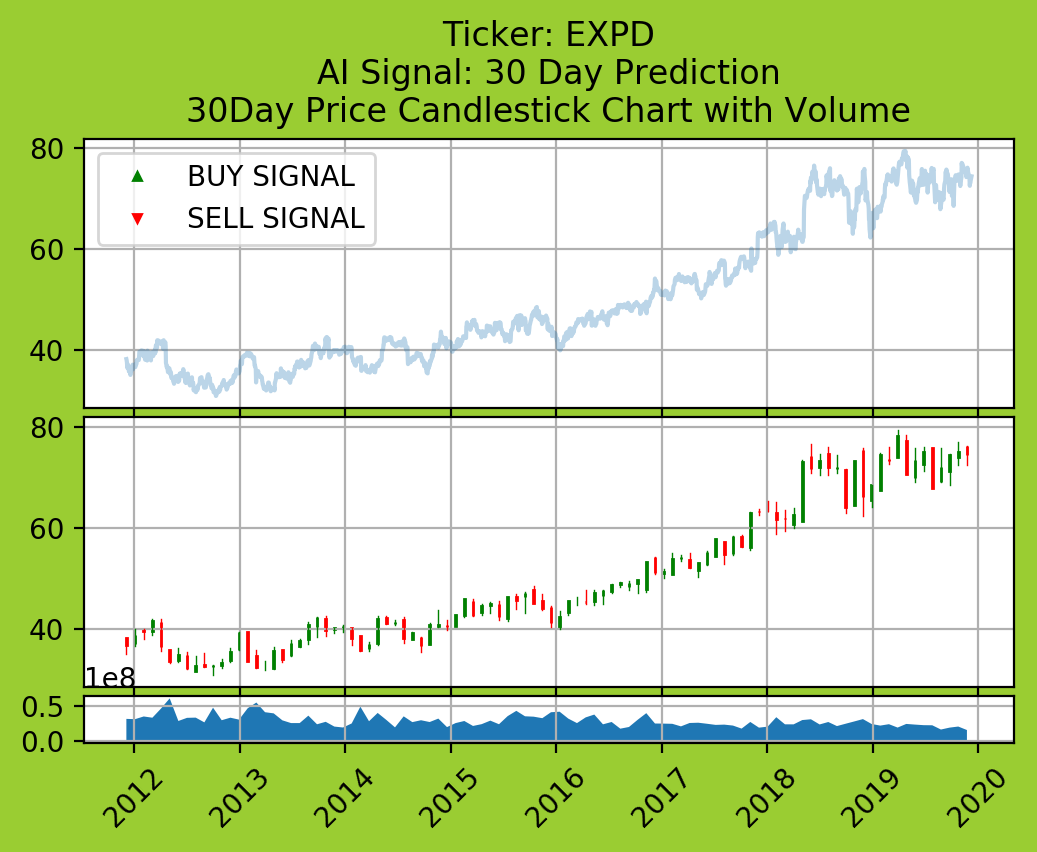 Ticker: EXPD
AI Signal: 30 Day Prediction
30Day Price Candlestick Chart with Volume
80
BUY SIGNAL
SELL SIGNAL
60
40
80
60
40
1e8
0.5
0.0
2012 2013 2014 2015 2016 2017 2018 2019 2020